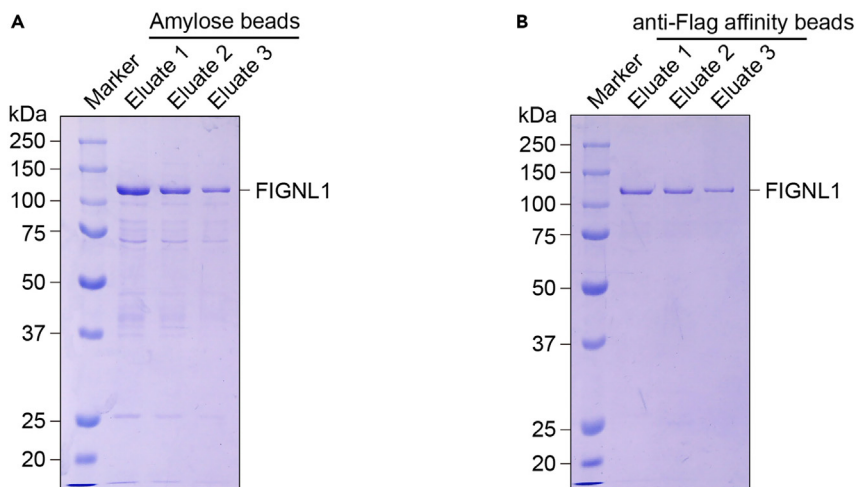 A
Amylose beads
Marker
Eluate 1
Eluate 2
Eluate 3
kDa
250
150
100
75
50
37
25
20
FIGNL1
B
anti-Flag affinity beads
Marker
Eluate 1
Eluate 2
Eluate 3
kDa
250
150
100
75
50
37
25
20
FIGNL1